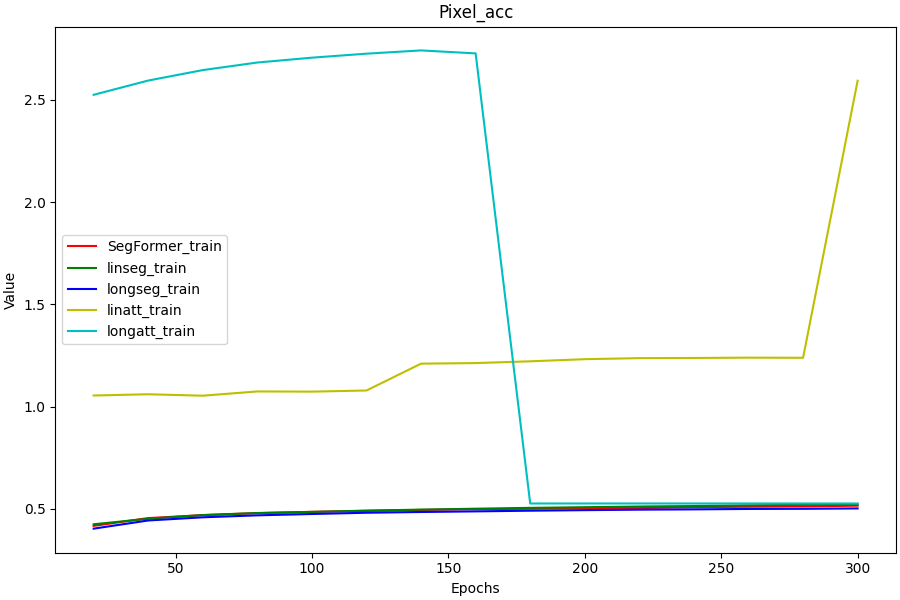 Pixel_acc
2.5
2.0
1.5
1.0
0.5
Value
SegFormer_train
linseg_train
longseg_train
linatt_train
longatt_train
50 100 150 200 250 300
Epochs